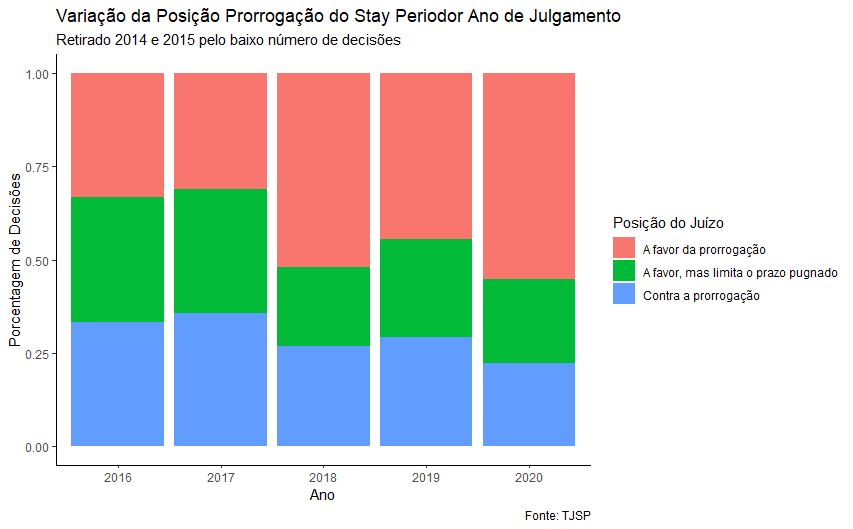 Variação da Posição Prorrogação do Stay Periodor Ano de Julgamento
Retirado 2014 e 2015 pelo baixo número de decisões
Porcentagem de Decisões
1.00
0.75
0.50
0.25
0.00
2016 2017 2018 2019 2020
Ano
Posição do Juízo
A favor da prorrogação
A favor, mas limita o prazo pugnado
Contra a prorrogação
Fonte: TJSP